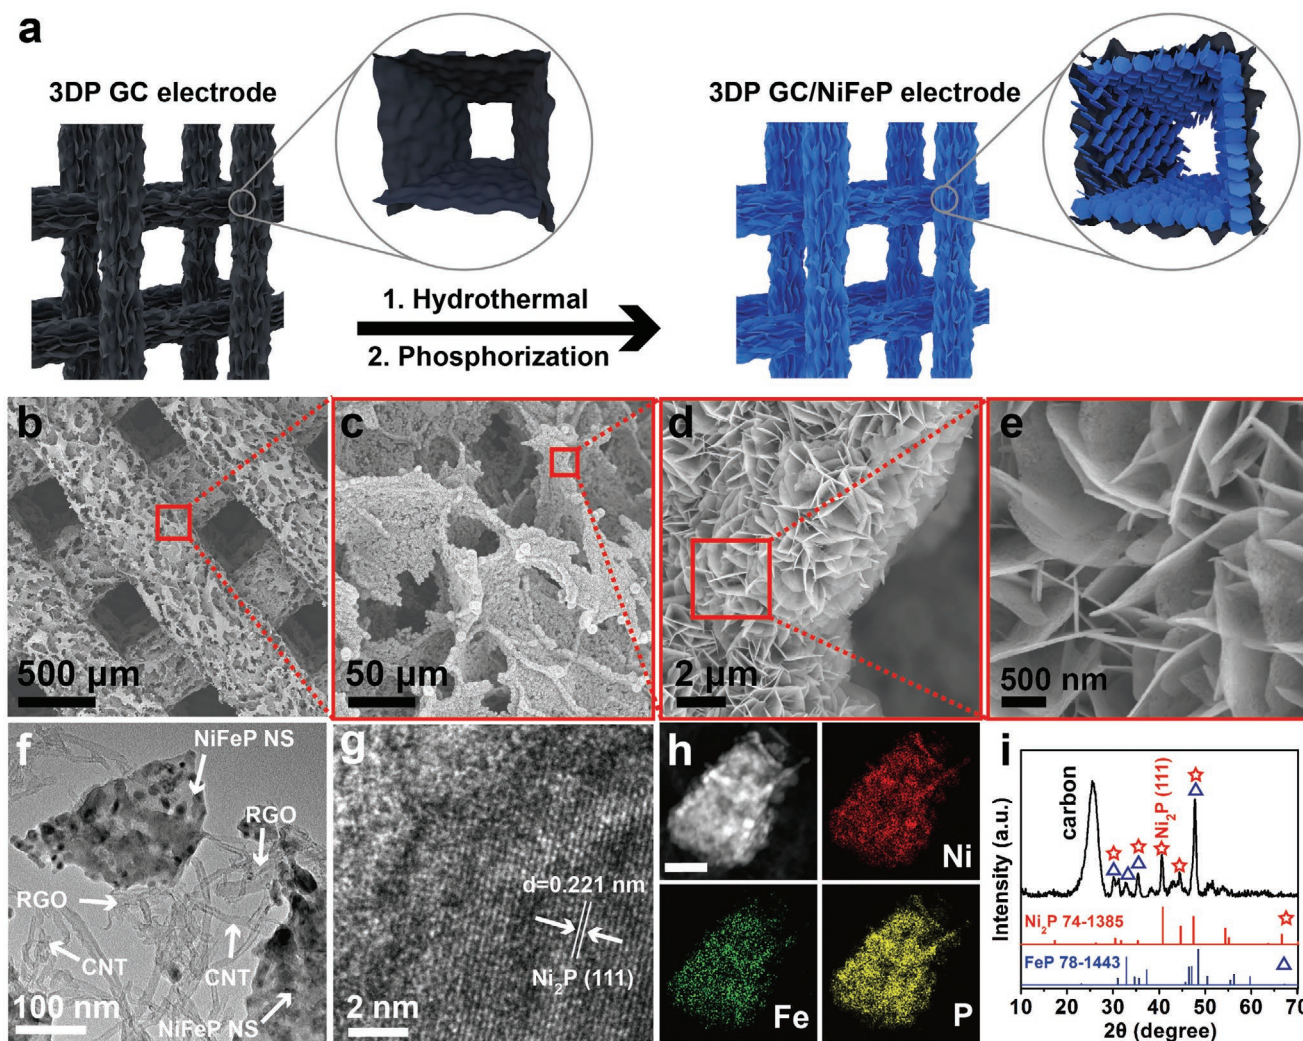 a
3DP GC electrode
3DP GC/NiFeP electrode
1. Hydrothermal
2. Phosphorization
b
500 µm
c
50 µm
d
2 µm
e
500 nm
f
NiFeP NS
RGO
RGO
CNT
CNT
100 nm
NiFeP NS
g
d=0.221 nm
Ni₂P (111)
2 nm
h
Ni
Fe
P
i
Intensity (a.u.)
carbon
Ni₂P (111)
Ni₂P 74-1385
FeP 78-1443
10 20 30 40 50 60 70
2θ (degree)